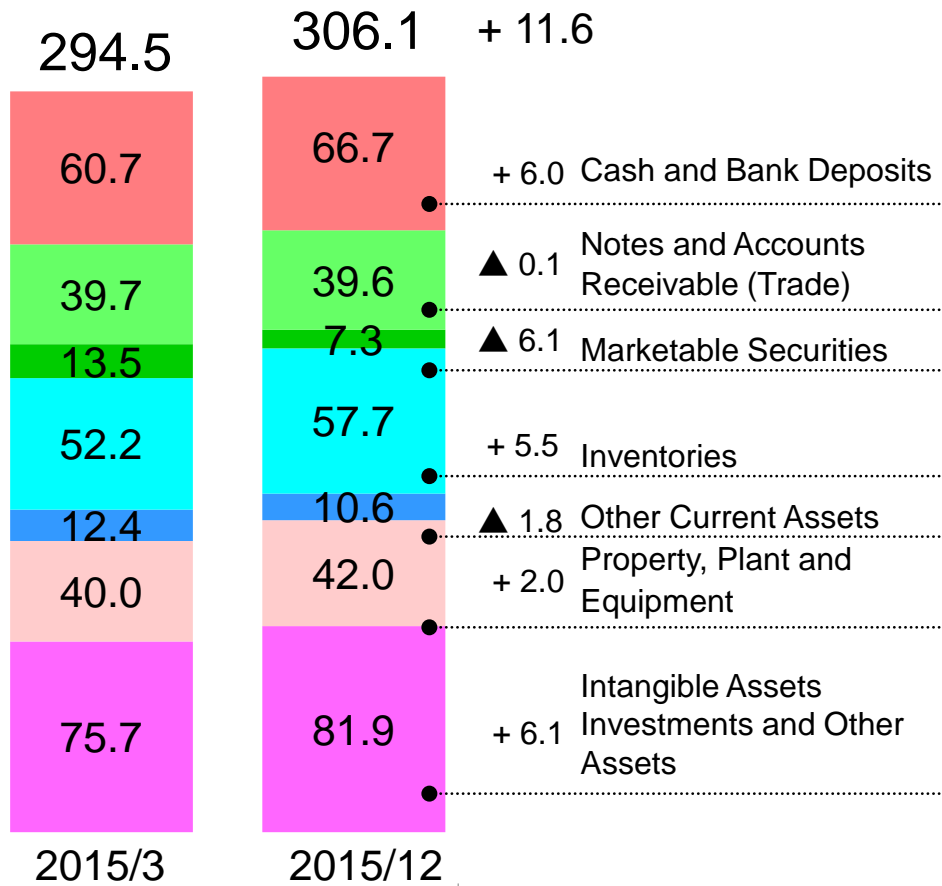 294.5 306.1 + 11.6
60.7 66.7 + 6.0 Cash and Bank Deposits
39.7 39.6 ▲ 0.1 Notes and Accounts
Receivable (Trade)
13.5 7.3 ▲ 6.1 Marketable Securities
52.2 57.7 + 5.5 Inventories
12.4 10.6 ▲ 1.8 Other Current Assets
40.0 42.0 + 2.0 Property, Plant and
Equipment
75.7 81.9 + 6.1 Intangible Assets
Investments and Other
Assets
2015/3 2015/12